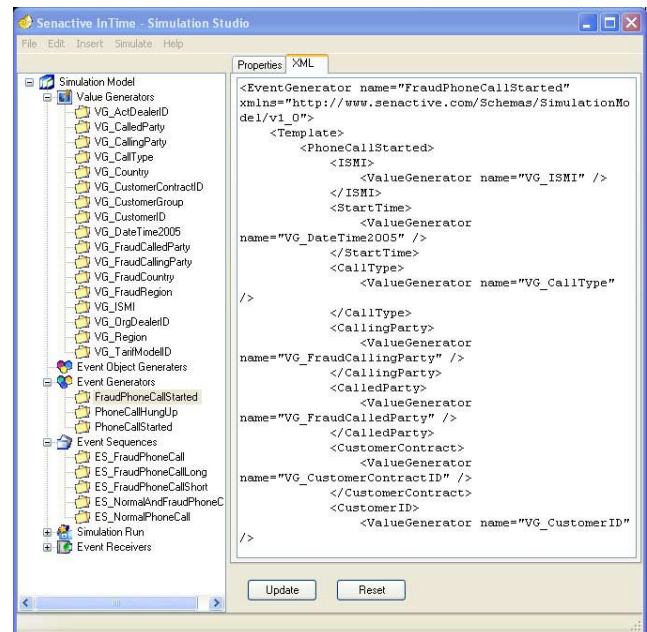 Senactive InTime - Simulation Studio
File Edit Insert Simulate Help
Simulation Model
Value Generators
VG_ActDealerID
VG_CalledParty
VG_CallingParty
VG_CallType
VG_Country
VG_CustomerContractID
VG_CustomerGroup
VG_CustomerID
VG_DateTime2005
VG_FraudCalledParty
VG_FraudCallingParty
VG_FraudCountry
VG_FraudRegion
VG_ISMI
VG_OrgDealerID
VG_Region
VG_TarifModelID
Event Object Generaters
Event Generators
FraudPhoneCallStarted
PhoneCallHungUp
PhoneCallStarted
Event Sequences
ES_FraudPhoneCall
ES_FraudPhoneCallLong
ES_FraudPhoneCallShort
ES_NormalAndFraudPhoneC
ES_NormalPhoneCall
Simulation Run
Event Receivers
Properties XML
<EventGenerator name="FraudPhoneCallStarted"
xmlns="http://www.senactive.com/Schemas/SimulationMo
del/v1_0">
<Template>
<PhoneCallStarted>
<ISMI>
<ValueGenerator name="VG_ISMI" />
</ISMI>
<StartTime>
<ValueGenerator
name="VG_DateTime2005" />
</StartTime>
<CallType>
<ValueGenerator name="VG_CallType"
/>
</CallType>
<CallingParty>
<ValueGenerator
name="VG_FraudCallingParty" />
</CallingParty>
<CalledParty>
<ValueGenerator
name="VG_FraudCalledParty" />
</CalledParty>
<CustomerContract>
<ValueGenerator
name="VG_CustomerContractID" />
</CustomerContract>
<CustomerID>
<ValueGenerator name="VG_CustomerID"
/>
Update Reset